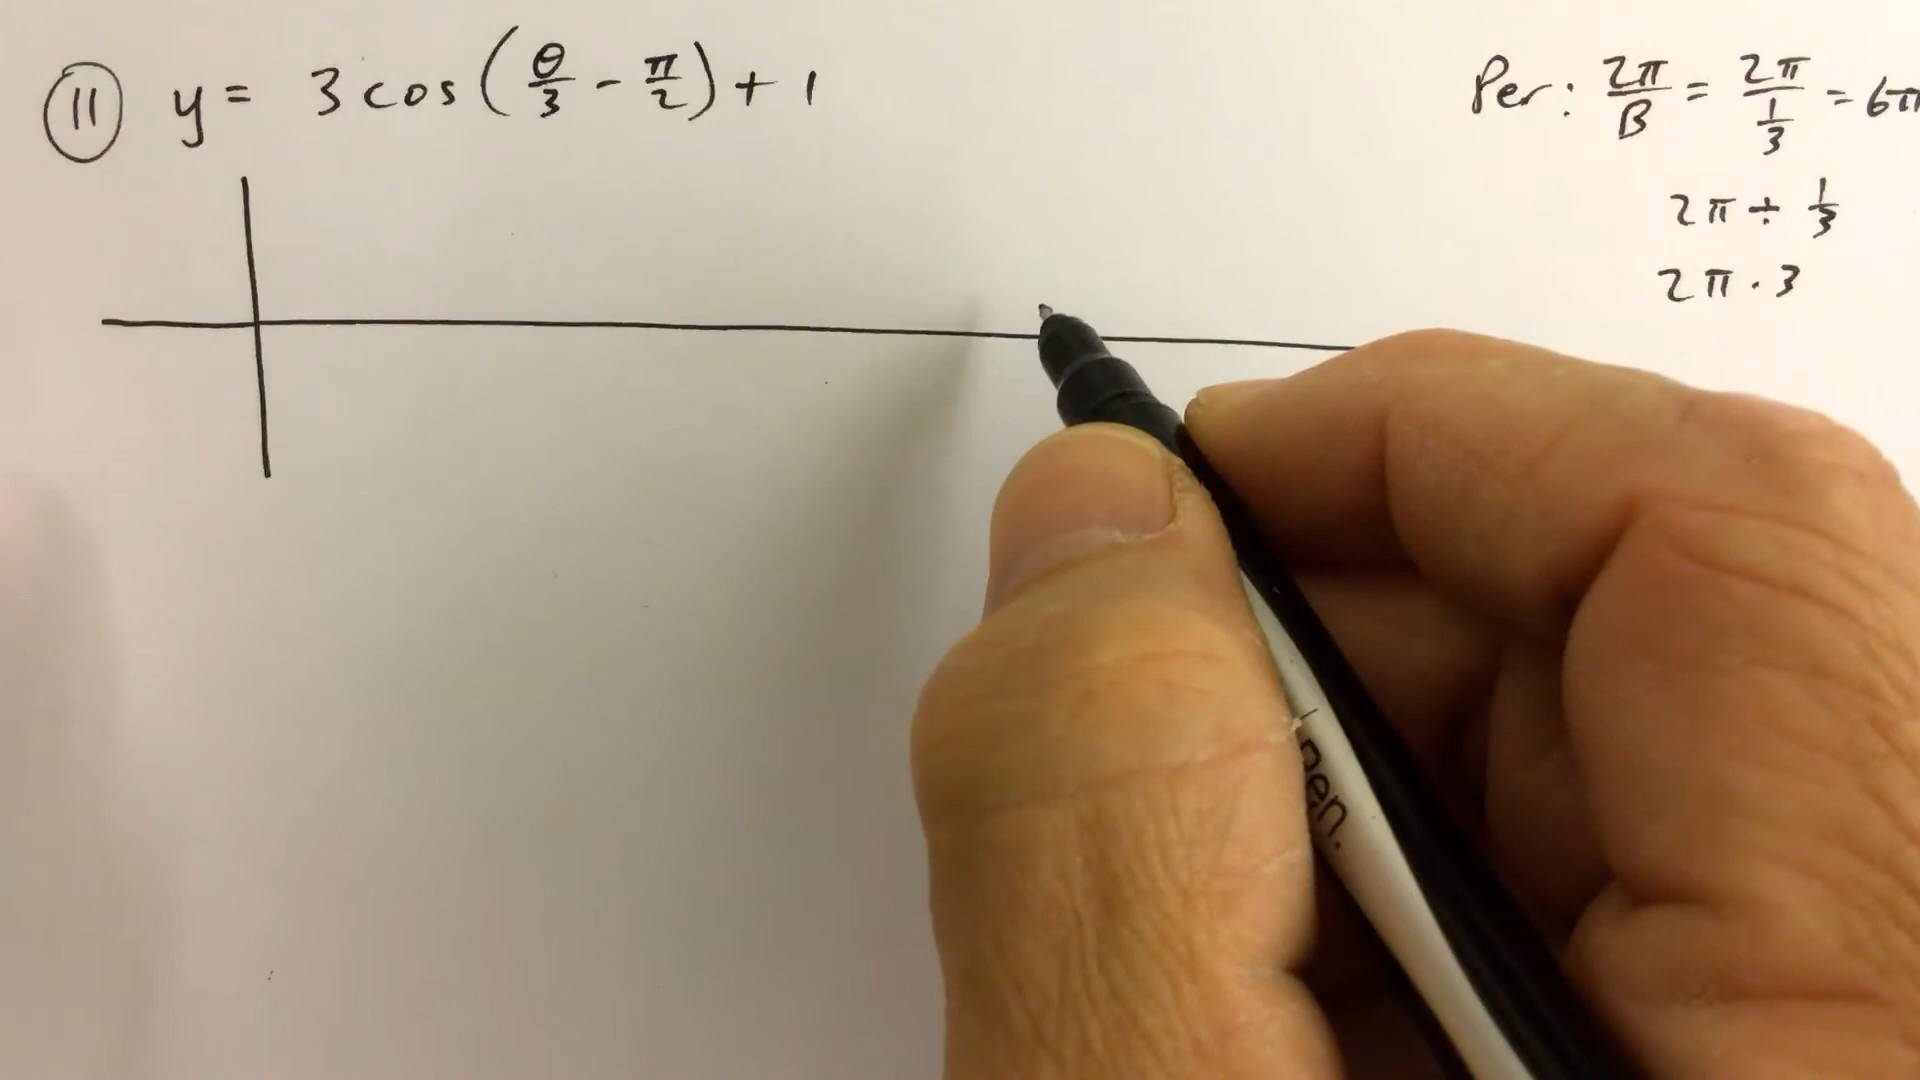 ⑪ y = 3 cos(θ/3 - π/2) + 1
Per: 2π/B = 2π/(1/3) = 6π
2π ÷ 1/3
2π · 3
Pen.